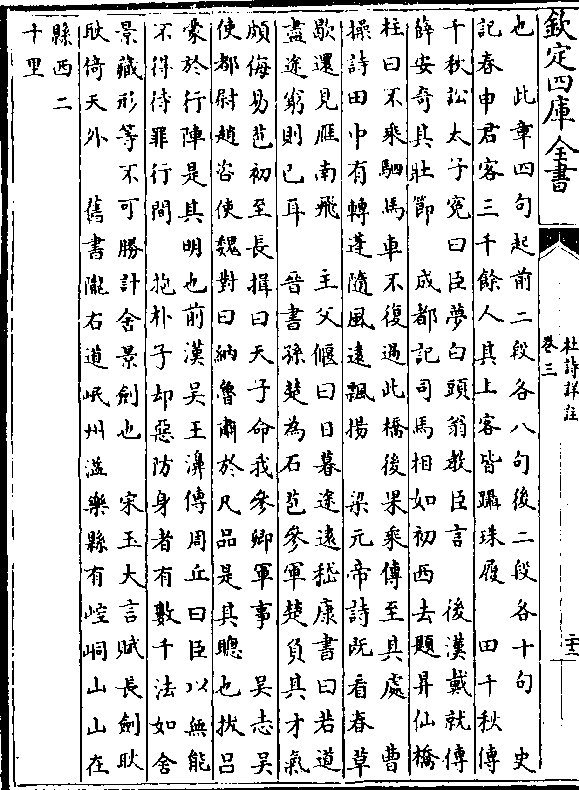 欽定四庫全書
杜詩詳註
卷三
也　此章四句起前二段各八句後二段各十句　史
記春申君客三千餘人其上客皆躡珠履　田千秋傳
千秋訟太子寃曰臣夢白頭翁教臣言　後漢戴就傳
薛安奇其壯節　成都記司馬相如初西去題昇仙橋
柱曰不乘駟馬車不復過此橋後果乘傳至其處　曹
操詩田中有轉蓬隨風遠飄揚　梁元帝詩既看春草
歇還見雁南飛　主父偃曰日暮途遠嵇康書曰若道
盡途窮則已耳　晉書孫楚為石苞參軍楚負其才氣
頗侮易苞初至長揖曰天子命我參卿軍事　吳志吳
使都尉趙咨使魏對曰納魯肅於凡品是其聰也拔呂
蒙於行陣是其明也前漢吳王濞傳周丘曰臣以無能
不得待罪行間　抱朴子却惡防身者有數千法如舍
景藏形等不可勝計舍景劍也　宋玉大言賦長劍耿
耿倚天外　舊書隴右道岷州溢樂縣有崆峒山山在
縣西二
十里